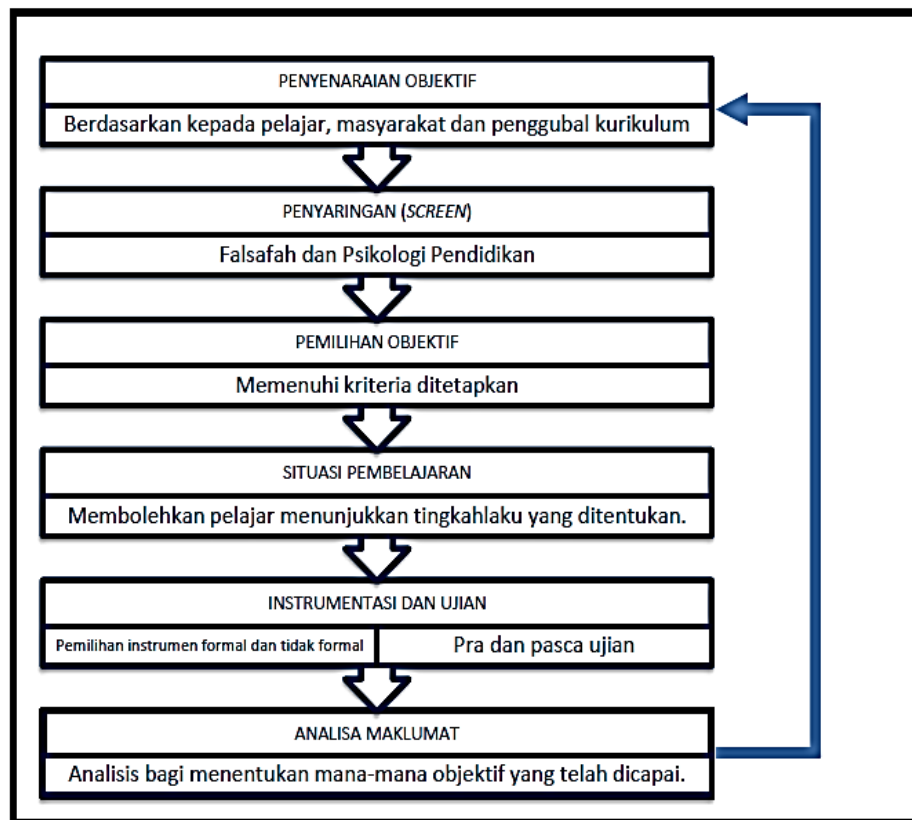 PENYENARAIAN OBJEKTIF
Berdasarkan kepada pelajar, masyarakat dan penggubal kurikulum
PENYARINGAN (SCREEN)
Falsafah dan Psikologi Pendidikan
PEMILIHAN OBJEKTIF
Memenuhi kriteria ditetapkan
SITUASI PEMBELAJARAN
Membolehkan pelajar menunjukkan tingkahlaku yang ditentukan.
INSTRUMENTASI DAN UJIAN
Pemilihan instrumen formal dan tidak formal
Pra dan pasca ujian
ANALISA MAKLUMAT
Analisis bagi menentukan mana-mana objektif yang telah dicapai.